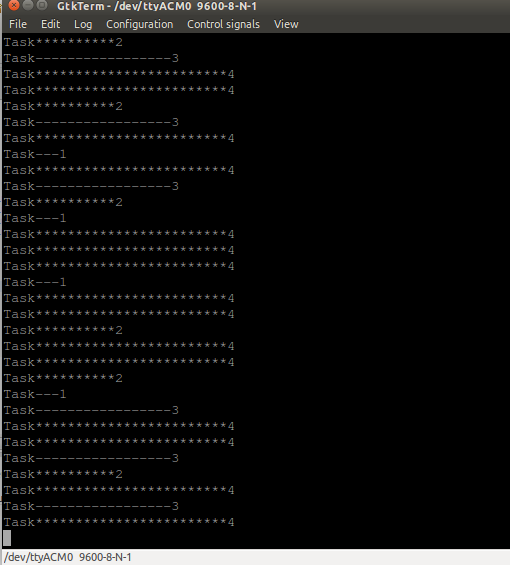 GtkTerm - /dev/ttyACM0 9600-8-N-1
File Edit Log Configuration Control signals View
Task**********2
Task-----------------3
Task************************4
Task************************4
Task**********2
Task-----------------3
Task************************4
Task---1
Task************************4
Task-----------------3
Task**********2
Task---1
Task************************4
Task************************4
Task************************4
Task---1
Task************************4
Task************************4
Task**********2
Task************************4
Task************************4
Task**********2
Task---1
Task-----------------3
Task************************4
Task************************4
Task-----------------3
Task**********2
Task************************4
Task-----------------3
Task************************4
/dev/ttyACM0 9600-8-N-1